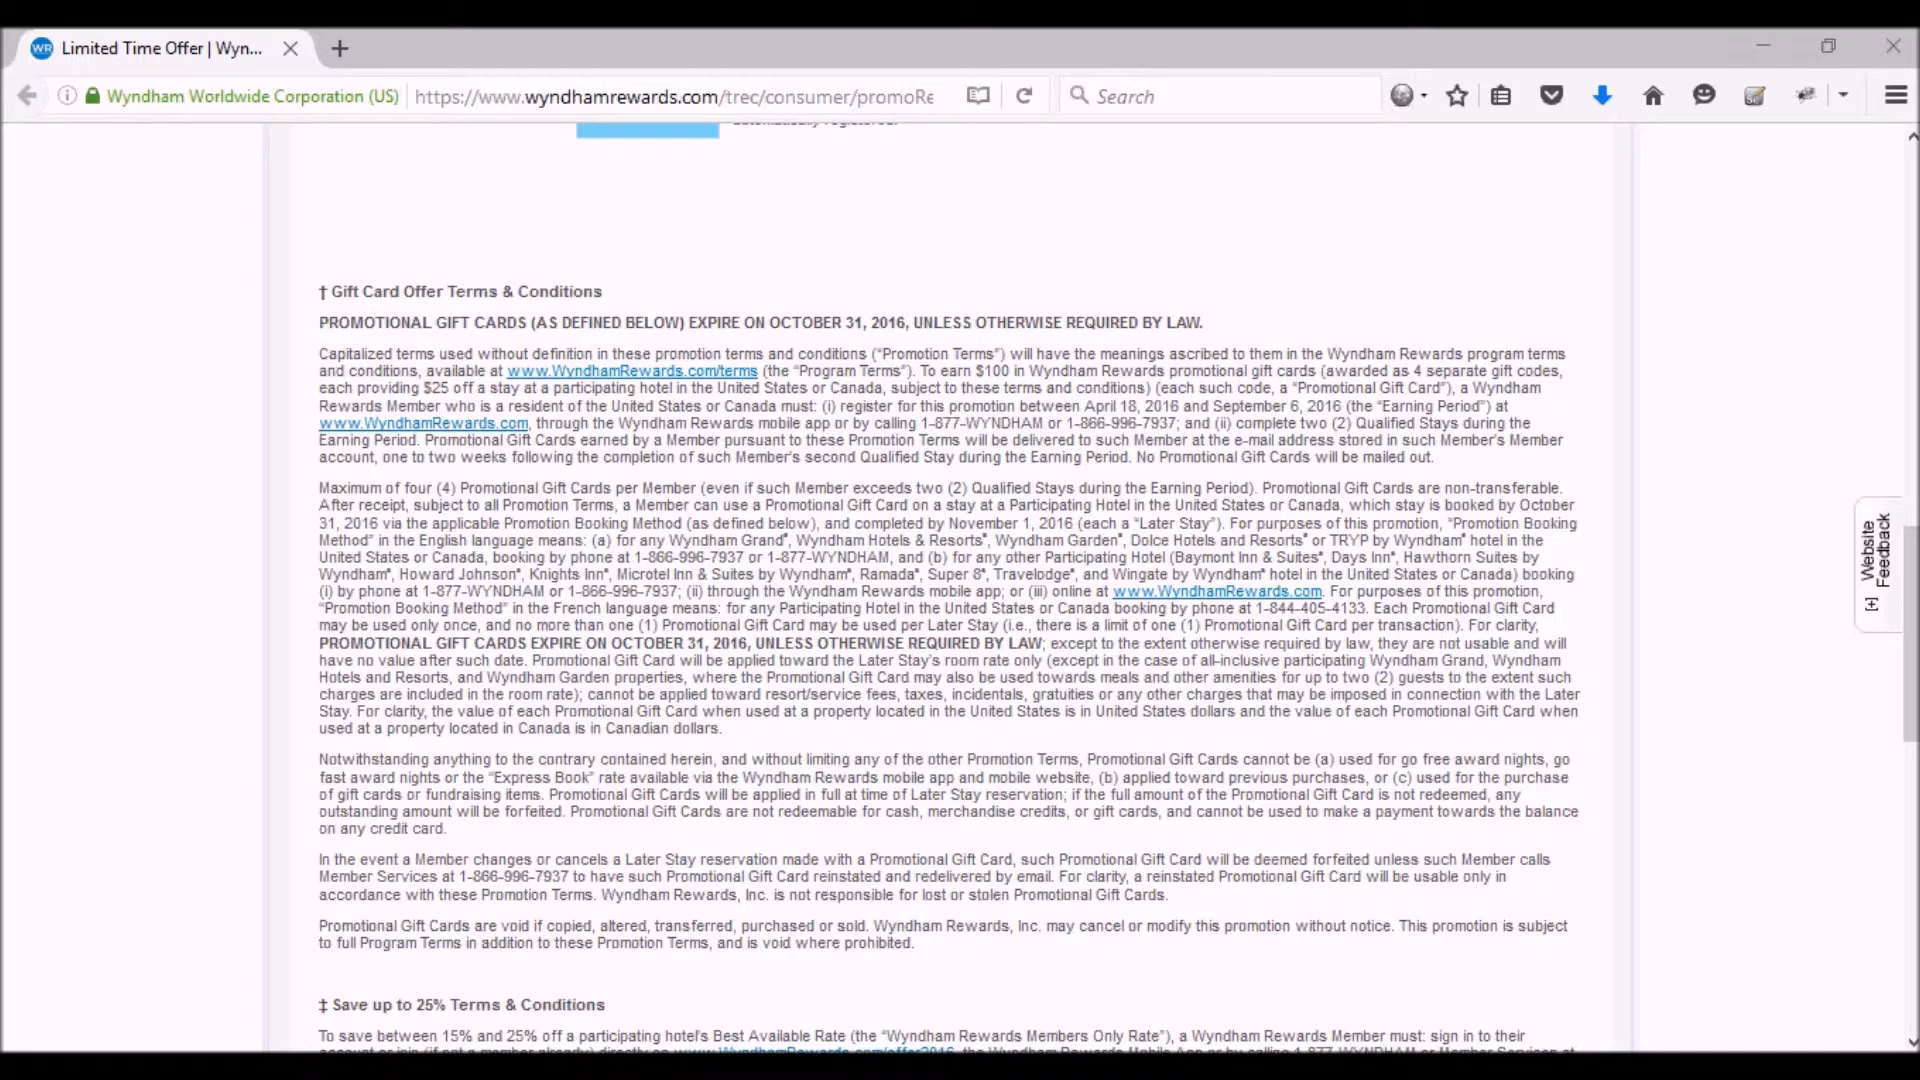 Limited Time Offer | Wyn...
Wyndham Worldwide Corporation (US)
https://www.wyndhamrewards.com/trec/consumer/promoRe
Search
† Gift Card Offer Terms & Conditions
PROMOTIONAL GIFT CARDS (AS DEFINED BELOW) EXPIRE ON OCTOBER 31, 2016, UNLESS OTHERWISE REQUIRED BY LAW.
Capitalized terms used without definition in these promotion terms and conditions (“Promotion Terms”) will have the meanings ascribed to them in the Wyndham Rewards program terms
and conditions, available at www.WyndhamRewards.com/terms (the “Program Terms”). To earn $100 in Wyndham Rewards promotional gift cards (awarded as 4 separate gift codes,
each providing $25 off a stay at a participating hotel in the United States or Canada, subject to these terms and conditions) (each such code, a “Promotional Gift Card”), a Wyndham
Rewards Member who is a resident of the United States or Canada must: (i) register for this promotion between April 18, 2016 and September 6, 2016 (the “Earning Period”) at
www.WyndhamRewards.com, through the Wyndham Rewards mobile app or by calling 1-877-WYNDHAM or 1-866-996-7937; and (ii) complete two (2) Qualified Stays during the
Earning Period. Promotional Gift Cards earned by a Member pursuant to these Promotion Terms will be delivered to such Member at the e-mail address stored in such Member's Member
account, one to two weeks following the completion of such Member's second Qualified Stay during the Earning Period. No Promotional Gift Cards will be mailed out.
Maximum of four (4) Promotional Gift Cards per Member (even if such Member exceeds two (2) Qualified Stays during the Earning Period). Promotional Gift Cards are non-transferable.
After receipt, subject to all Promotion Terms, a Member can use a Promotional Gift Card on a stay at a Participating Hotel in the United States or Canada, which stay is booked by October
31, 2016 via the applicable Promotion Booking Method (as defined below), and completed by November 1, 2016 (each a “Later Stay”). For purposes of this promotion, “Promotion Booking
Method” in the English language means: (a) for any Wyndham Grand®, Wyndham Hotels & Resorts®, Wyndham Garden®, Dolce Hotels and Resorts® or TRYP by Wyndham® hotel in the
United States or Canada, booking by phone at 1-866-996-7937 or 1-877-WYNDHAM, and (b) for any other Participating Hotel (Baymont Inn & Suites®, Days Inn®, Hawthorn Suites by
Wyndham®, Howard Johnson®, Knights Inn®, Microtel Inn & Suites by Wyndham®, Ramada®, Super 8®, Travelodge®, and Wingate by Wyndham® hotel in the United States or Canada) booking
(i) by phone at 1-877-WYNDHAM or 1-866-996-7937; (ii) through the Wyndham Rewards mobile app; or (iii) online at www.WyndhamRewards.com. For purposes of this promotion,
“Promotion Booking Method” in the French language means: for any Participating Hotel in the United States or Canada booking by phone at 1-844-405-4133. Each Promotional Gift Card
may be used only once, and no more than one (1) Promotional Gift Card may be used per Later Stay (i.e., there is a limit of one (1) Promotional Gift Card per transaction). For clarity,
PROMOTIONAL GIFT CARDS EXPIRE ON OCTOBER 31, 2016, UNLESS OTHERWISE REQUIRED BY LAW; except to the extent otherwise required by law, they are not usable and will
have no value after such date. Promotional Gift Card will be applied toward the Later Stay's room rate only (except in the case of all-inclusive participating Wyndham Grand, Wyndham
Hotels and Resorts, and Wyndham Garden properties, where the Promotional Gift Card may also be used towards meals and other amenities for up to two (2) guests to the extent such
charges are included in the room rate); cannot be applied toward resort/service fees, taxes, incidentals, gratuities or any other charges that may be imposed in connection with the Later
Stay. For clarity, the value of each Promotional Gift Card when used at a property located in the United States is in United States dollars and the value of each Promotional Gift Card when
used at a property located in Canada is in Canadian dollars.
Notwithstanding anything to the contrary contained herein, and without limiting any of the other Promotion Terms, Promotional Gift Cards cannot be (a) used for go free award nights, go
fast award nights or the “Express Book” rate available via the Wyndham Rewards mobile app and mobile website, (b) applied toward previous purchases, or (c) used for the purchase
of gift cards or fundraising items. Promotional Gift Cards will be applied in full at time of Later Stay reservation; if the full amount of the Promotional Gift Card is not redeemed, any
outstanding amount will be forfeited. Promotional Gift Cards are not redeemable for cash, merchandise credits, or gift cards, and cannot be used to make a payment towards the balance
on any credit card.
In the event a Member changes or cancels a Later Stay reservation made with a Promotional Gift Card, such Promotional Gift Card will be deemed forfeited unless such Member calls
Member Services at 1-866-996-7937 to have such Promotional Gift Card reinstated and redelivered by email. For clarity, a reinstated Promotional Gift Card will be usable only in
accordance with these Promotion Terms. Wyndham Rewards, Inc. is not responsible for lost or stolen Promotional Gift Cards.
Promotional Gift Cards are void if copied, altered, transferred, purchased or sold. Wyndham Rewards, Inc. may cancel or modify this promotion without notice. This promotion is subject
to full Program Terms in addition to these Promotion Terms, and is void where prohibited.
‡ Save up to 25% Terms & Conditions
To save between 15% and 25% off a participating hotel's Best Available Rate (the “Wyndham Rewards Members Only Rate”), a Wyndham Rewards Member must: sign in to their
[+] Website
Feedback